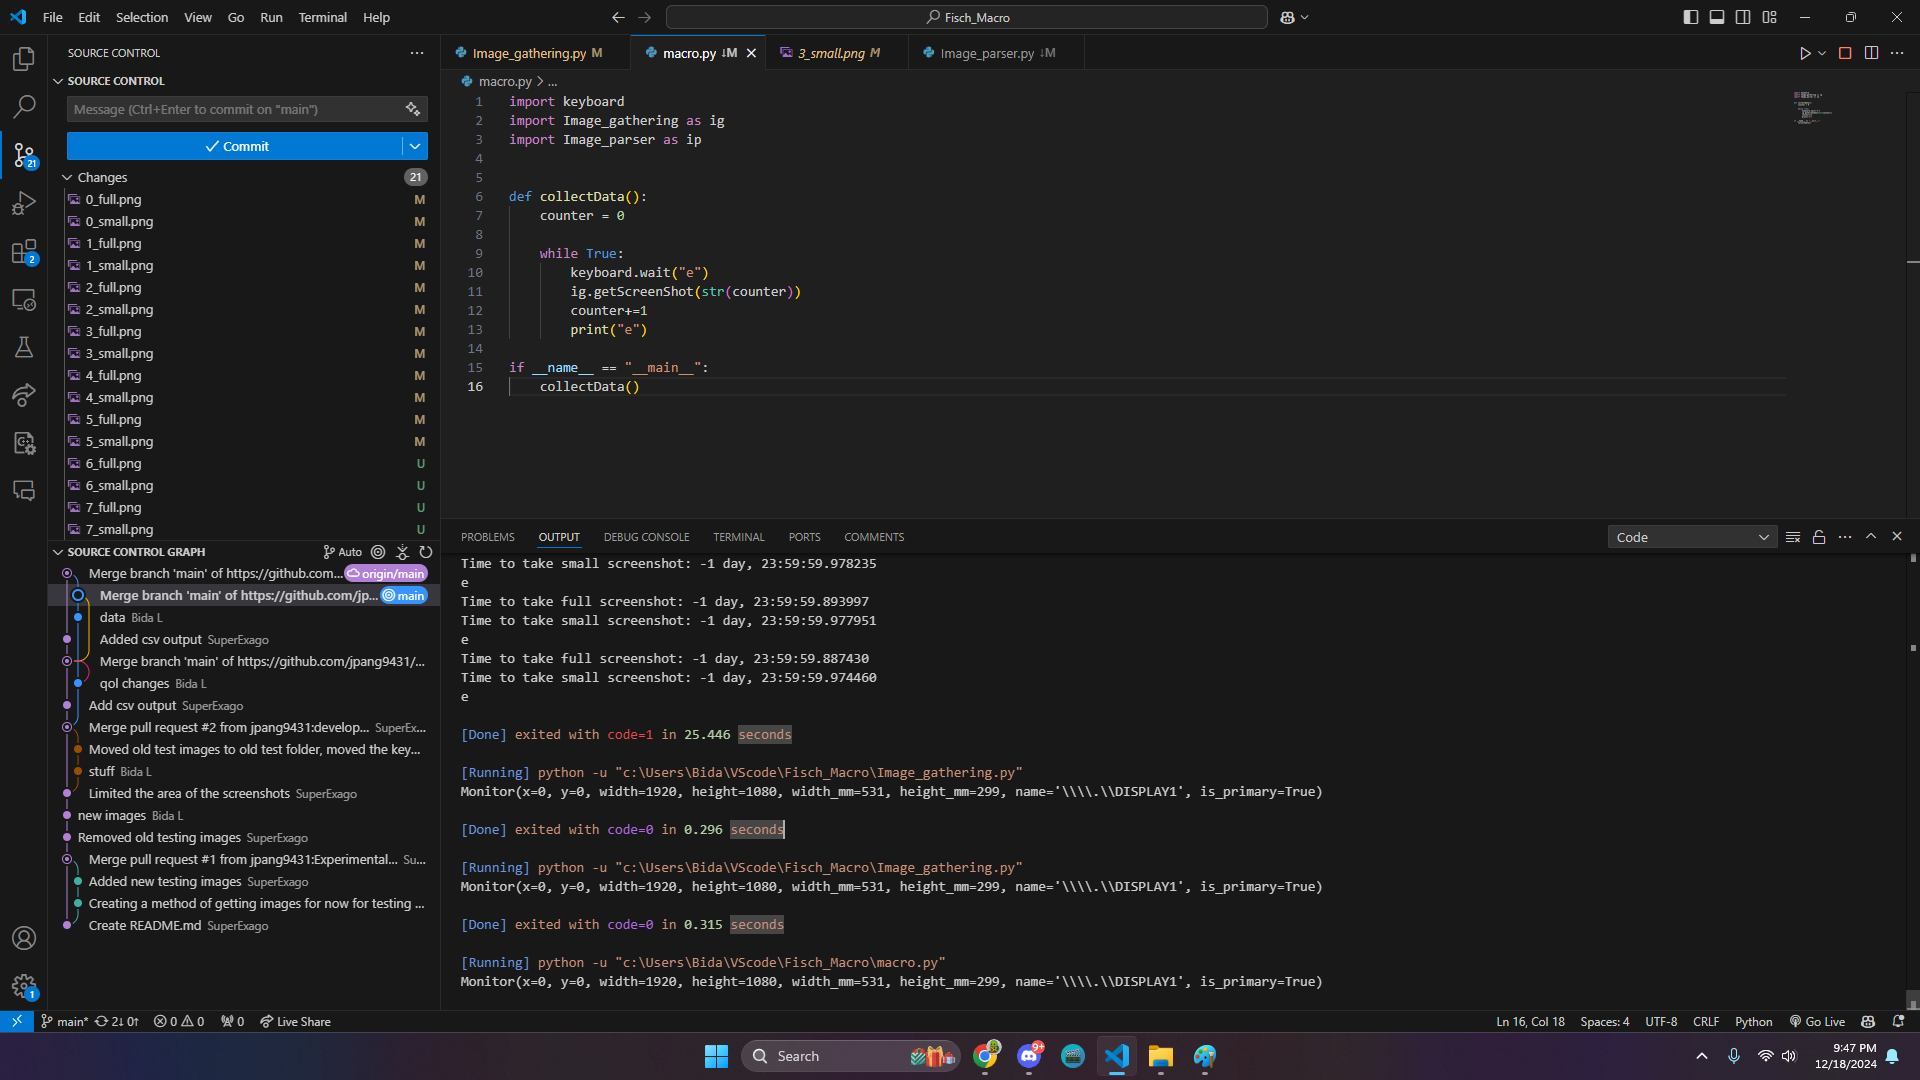 File Edit Selection View Go Run Terminal Help
Fisch_Macro
SOURCE CONTROL
SOURCE CONTROL
Message (Ctrl+Enter to commit on "main")
Commit
Changes 21
0_full.png M
0_small.png M
1_full.png M
1_small.png M
2_full.png M
2_small.png M
3_full.png M
3_small.png M
4_full.png M
4_small.png M
5_full.png M
5_small.png M
6_full.png U
6_small.png U
7_full.png U
7_small.png U
21
2
1
SOURCE CONTROL GRAPH Auto
Merge branch 'main' of https://github.com... origin/main
Merge branch 'main' of https://github.com/jp... main
data Bida L
Added csv output SuperExago
Merge branch 'main' of https://github.com/jpang9431/...
qol changes Bida L
Add csv output SuperExago
Merge pull request #2 from jpang9431:develop... SuperEx...
Moved old test images to old test folder, moved the key...
stuff Bida L
Limited the area of the screenshots SuperExago
new images Bida L
Removed old testing images SuperExago
Merge pull request #1 from jpang9431:Experimental... Su...
Added new testing images SuperExago
Creating a method of getting images for now for testing ...
Create README.md SuperExago
Image_gathering.py M macro.py ↓M 3_small.png M Image_parser.py ↓M
macro.py > ...
1 import keyboard
2 import Image_gathering as ig
3 import Image_parser as ip
4
5
6 def collectData():
7 counter = 0
8
9 while True:
10 keyboard.wait("e")
11 ig.getScreenShot(str(counter))
12 counter+=1
13 print("e")
14
15 if __name__ == "__main__":
16 collectData()
PROBLEMS OUTPUT DEBUG CONSOLE TERMINAL PORTS COMMENTS Code
Time to take small screenshot: -1 day, 23:59:59.978235
e
Time to take full screenshot: -1 day, 23:59:59.893997
Time to take small screenshot: -1 day, 23:59:59.977951
e
Time to take full screenshot: -1 day, 23:59:59.887430
Time to take small screenshot: -1 day, 23:59:59.974460
e
[Done] exited with code=1 in 25.446 seconds
[Running] python -u "c:\Users\Bida\VScode\Fisch_Macro\Image_gathering.py"
Monitor(x=0, y=0, width=1920, height=1080, width_mm=531, height_mm=299, name='\\\\.\\DISPLAY1', is_primary=True)
[Done] exited with code=0 in 0.296 seconds
[Running] python -u "c:\Users\Bida\VScode\Fisch_Macro\Image_gathering.py"
Monitor(x=0, y=0, width=1920, height=1080, width_mm=531, height_mm=299, name='\\\\.\\DISPLAY1', is_primary=True)
[Done] exited with code=0 in 0.315 seconds
[Running] python -u "c:\Users\Bida\VScode\Fisch_Macro\macro.py"
Monitor(x=0, y=0, width=1920, height=1080, width_mm=531, height_mm=299, name='\\\\.\\DISPLAY1', is_primary=True)
main* 2↓ 0↑ 0 0 0 Live Share Ln 16, Col 18 Spaces: 4 UTF-8 CRLF Python Go Live
Search
9+
9:47 PM
12/18/2024